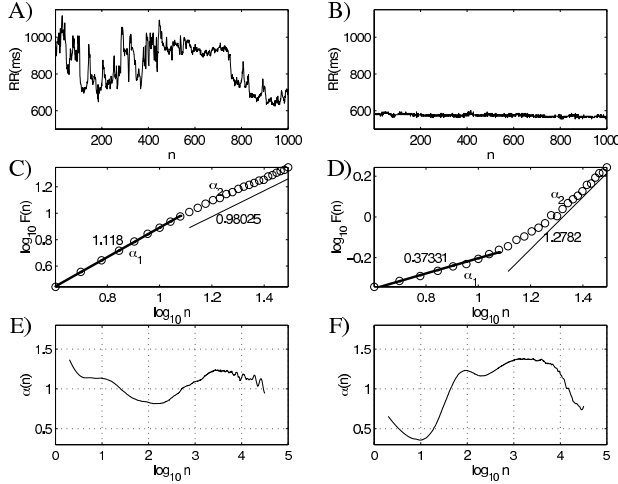 A)
B)
1000
800
600
RR(ms)
200 400 600 800 1000
n
1000
800
600
RR(ms)
200 400 600 800 1000
n
C)
D)
1.2
1
0.8
0.6
log10 F(n)
α2
0.98025
1.118
α1
0.8 1 1.2 1.4
log10 n
0.2
0
−0.2
log10 F(n)
α2
1.2782
0.37331
α1
0.8 1 1.2 1.4
log10 n
E)
F)
1.5
1
0.5
α(n)
0 1 2 3 4 5
log10 n
1.5
1
0.5
α(n)
0 1 2 3 4 5
log10 n